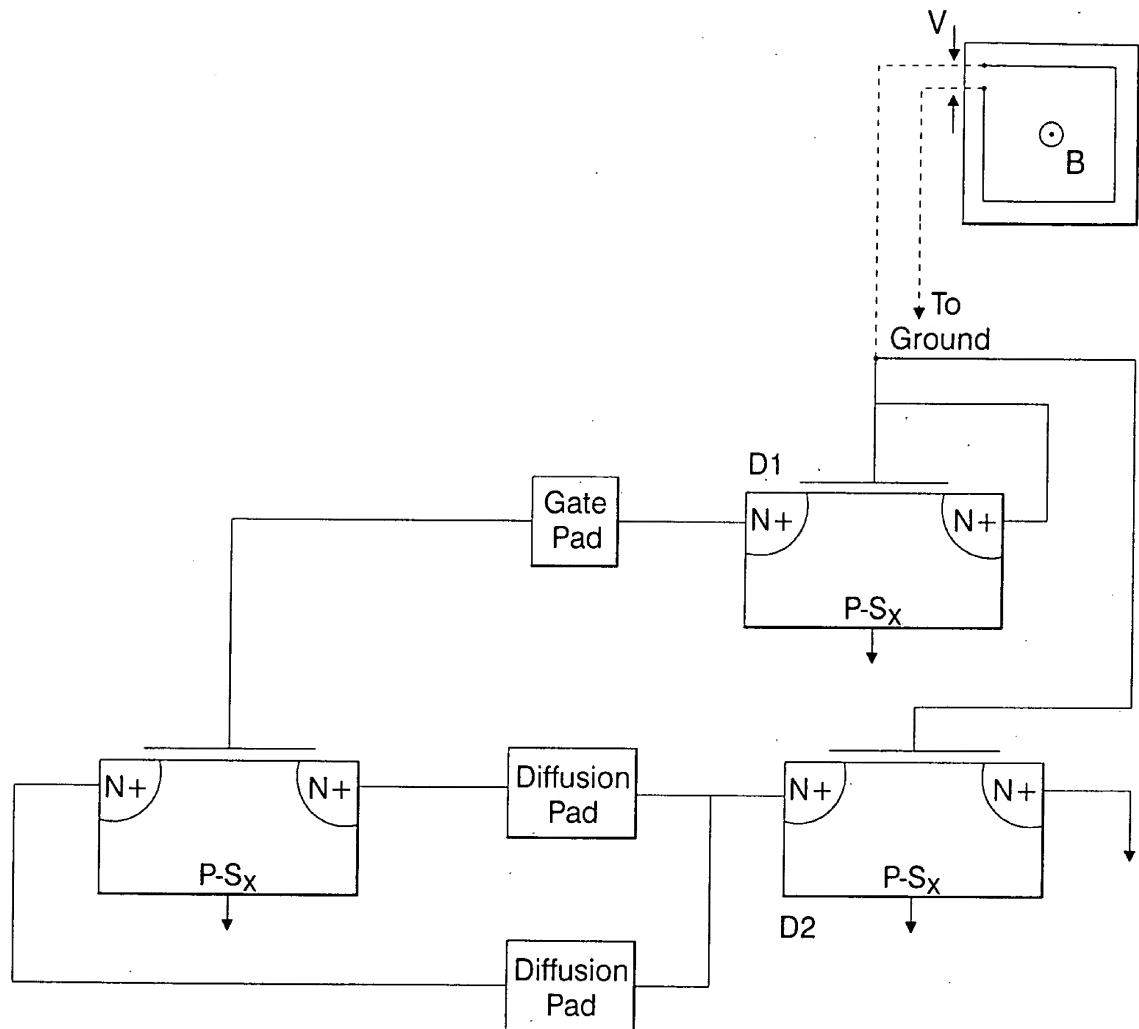 V
B
To
Ground
D1
Gate
Pad
N+
N+
P-Sx
N+
N+
P-Sx
Diffusion
Pad
N+
N+
P-Sx
D2
Diffusion
Pad